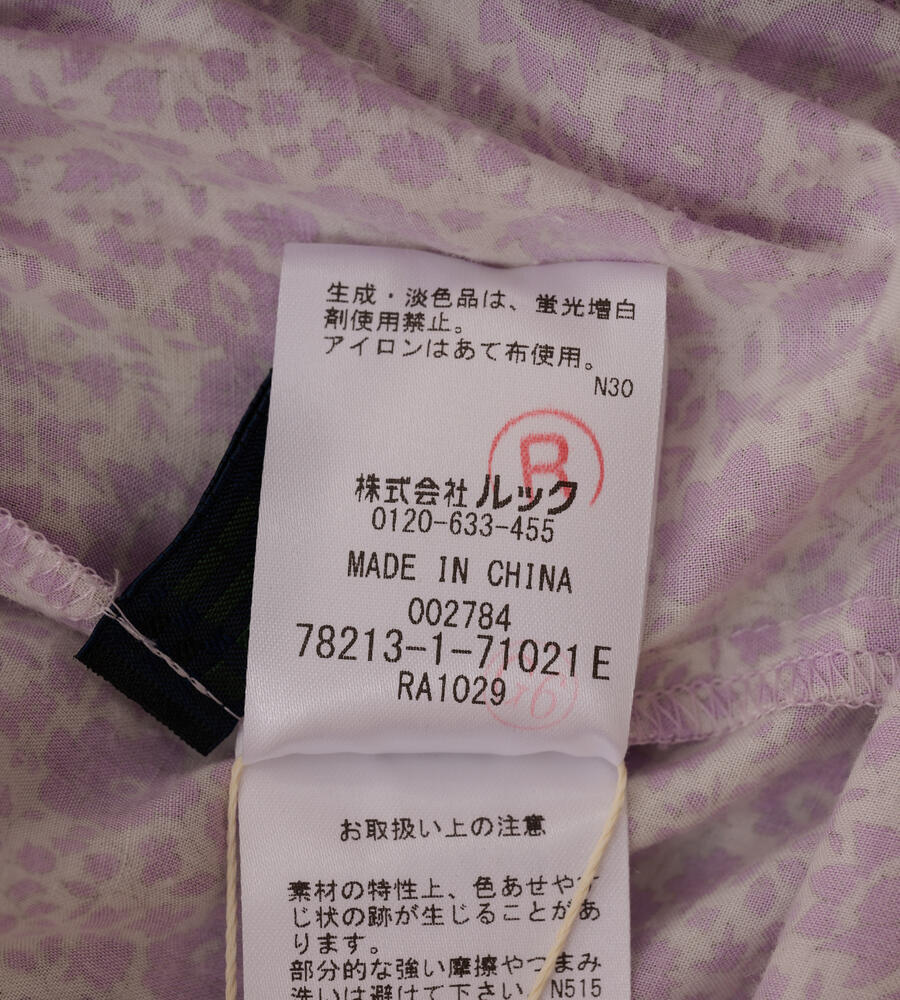 生成・淡色品は、蛍光増白
剤使用禁止。
アイロンはあて布使用。
N30
R
株式会社ルック
0120-633-455
MADE IN CHINA
002784
78213-1-71021E
RA1029
お取扱い上の注意
素材の特性上、色あせやす
じ状の跡が生じることがあ
ります。
部分的な強い摩擦やつまみ
洗いは避けて下さい。N515